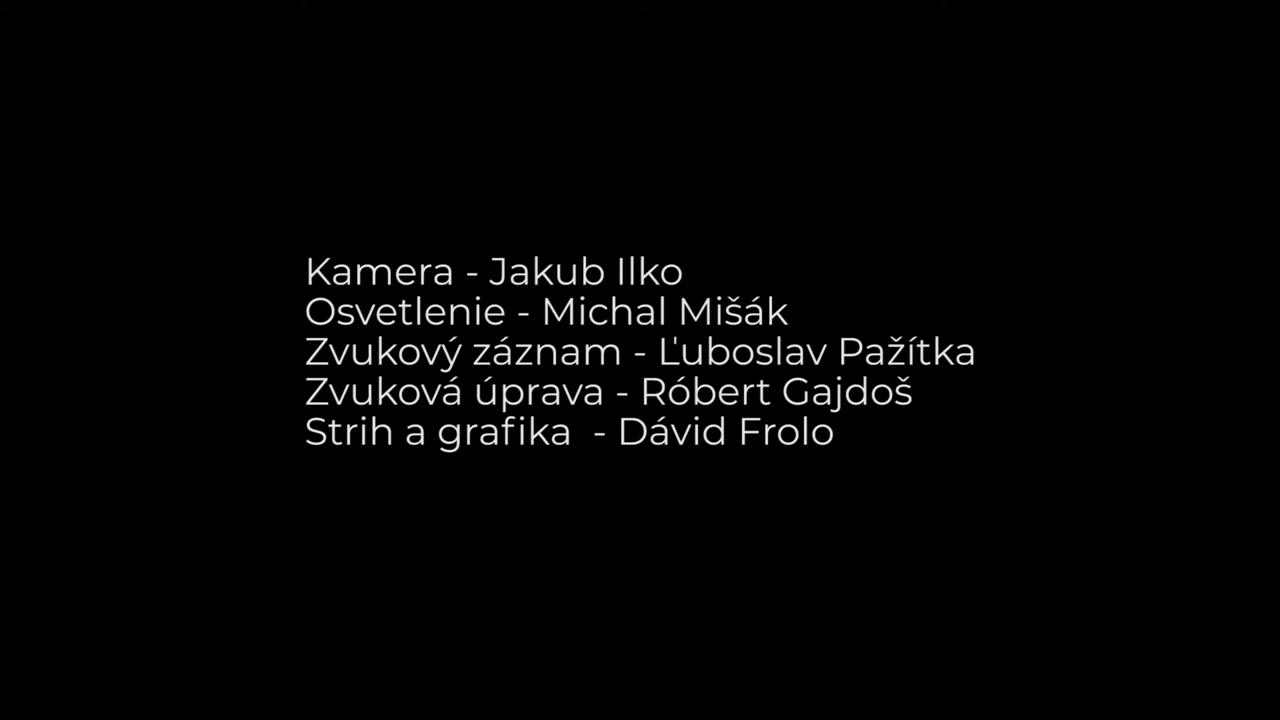 Kamera - Jakub Ilko
Osvetlenie - Michal Mišák
Zvukový záznam - Ľuboslav Pažítka
Zvuková úprava - Róbert Gajdoš
Strih a grafika  - Dávid Frolo